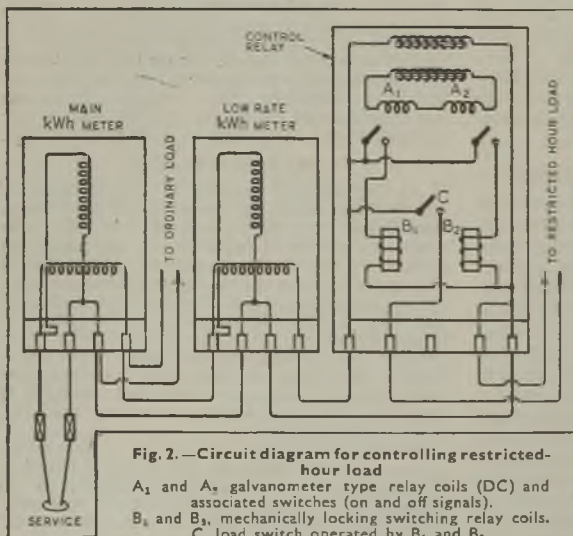 CONTROL
RELAY
MAIN
kWh METER
LOW RATE
kWh METER
TO ORDINARY LOAD
A₁ A₂
C
B₁ B₂
TO RESTRICTED HOUR LOAD
SERVICE
Fig. 2.—Circuit diagram for controlling restricted-
hour load
A₁ and A₂ galvanometer type relay coils (DC) and
associated switches (on and off signals).
B₁ and B₂, mechanically locking switching relay coils.
C, load switch operated by B₁ and B₂